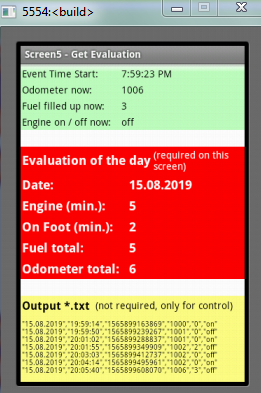 5554:<build>
Screen5 - Get Evaluation
Event Time Start: 7:59:23 PM
Odometer now: 1006
Fuel filled up now: 3
Engine on / off now: off
Evaluation of the day (required on this screen)
Date: 15.08.2019
Engine (min.): 5
On Foot (min.): 2
Fuel total: 5
Odometer total: 6
Output *.txt (not required, only for control)
"15.08.2019","19:59:14","1565899163869","1000","0","on"
"15.08.2019","19:59:50","1565899239267","1001","0","off"
"15.08.2019","20:01:02","1565899288837","1001","0","on"
"15.08.2019","20:01:55","1565899349909","1002","2","off"
"15.08.2019","20:03:03","1565899412737","1002","0","off"
"15.08.2019","20:04:14","1565899495961","1002","0","on"
"15.08.2019","20:05:40","1565899608070","1006","3","off"